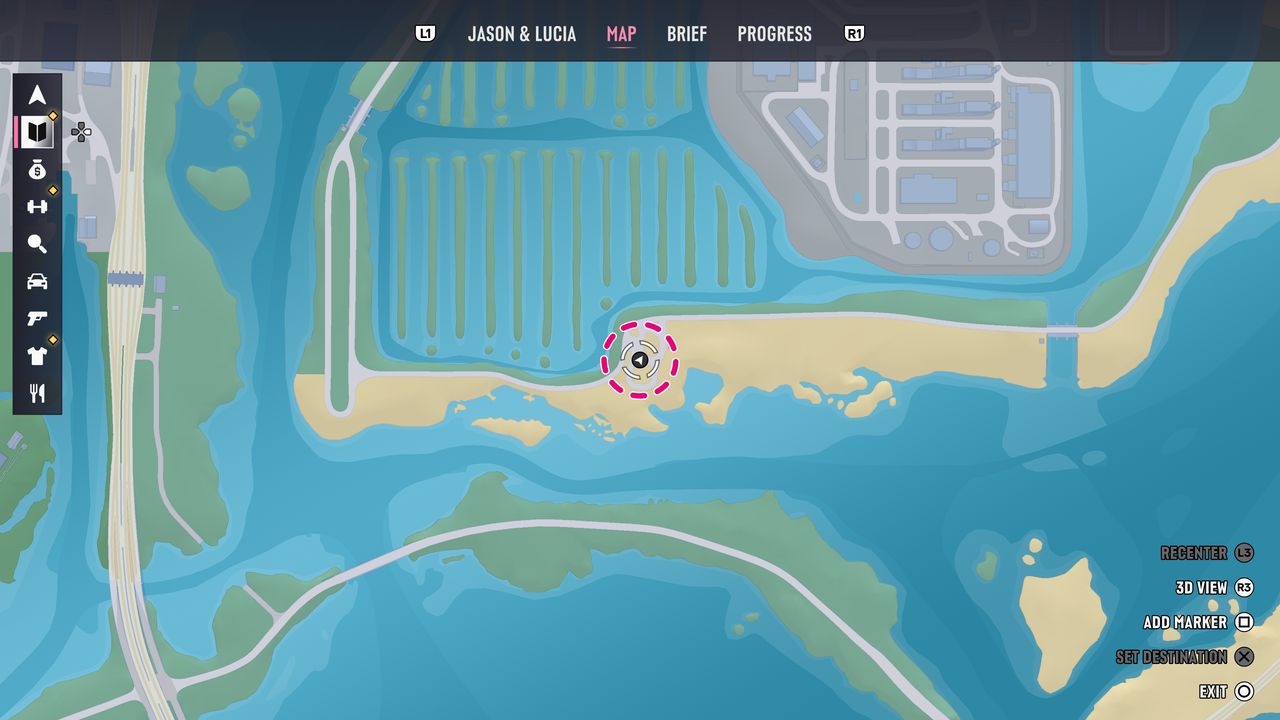 L1 JASON & LUCIA MAP BRIEF PROGRESS R1
RECENTER L3
3D VIEW R3
ADD MARKER
SET DESTINATION
EXIT